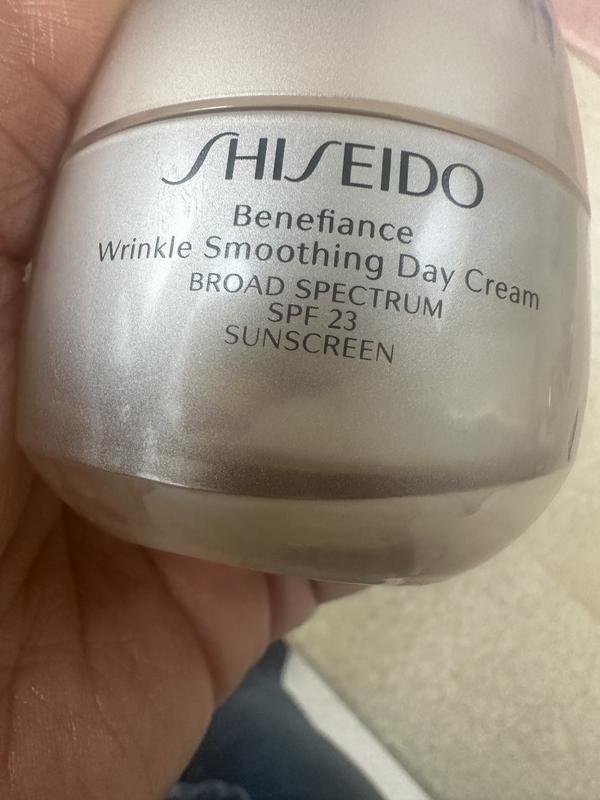 SHISEIDO
Benefiance
Wrinkle Smoothing Day Cream
BROAD SPECTRUM
SPF 23
SUNSCREEN